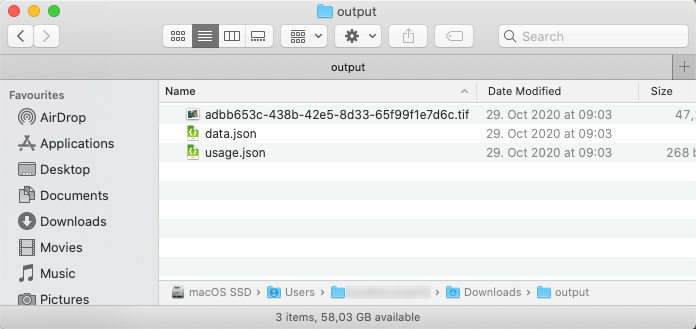 output
Search
output
Favourites
AirDrop
Applications
Desktop
Documents
Downloads
Movies
Music
Pictures
Name Date Modified Size
adbb653c-438b-42e5-8d33-65f99f1e7d6c.tif 29. Oct 2020 at 09:03 47,
data.json 29. Oct 2020 at 09:03
usage.json 29. Oct 2020 at 09:03 268 b
macOS SSD Users Downloads output
3 items, 58,03 GB available